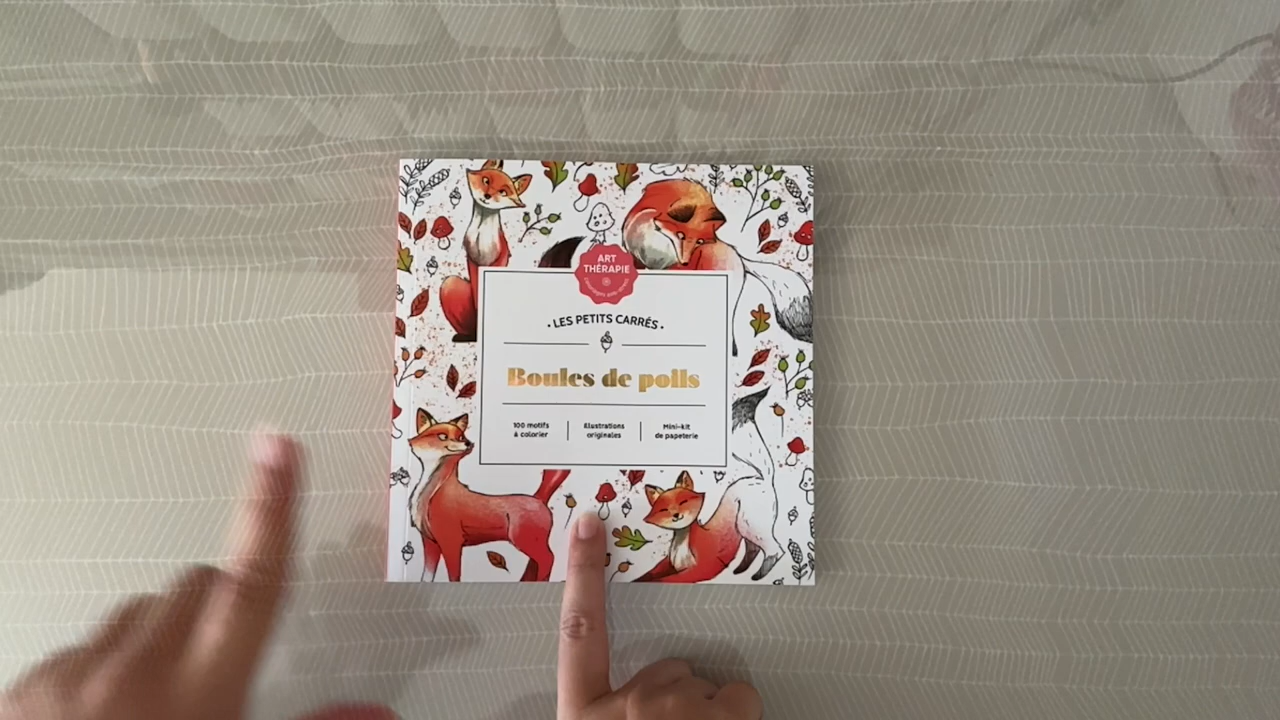 ART
THÉRAPIE
· LES PETITS CARRÉS ·
Boules de poils
100 motifs
à colorier
Illustrations
originales
Mini-kit
de papeterie